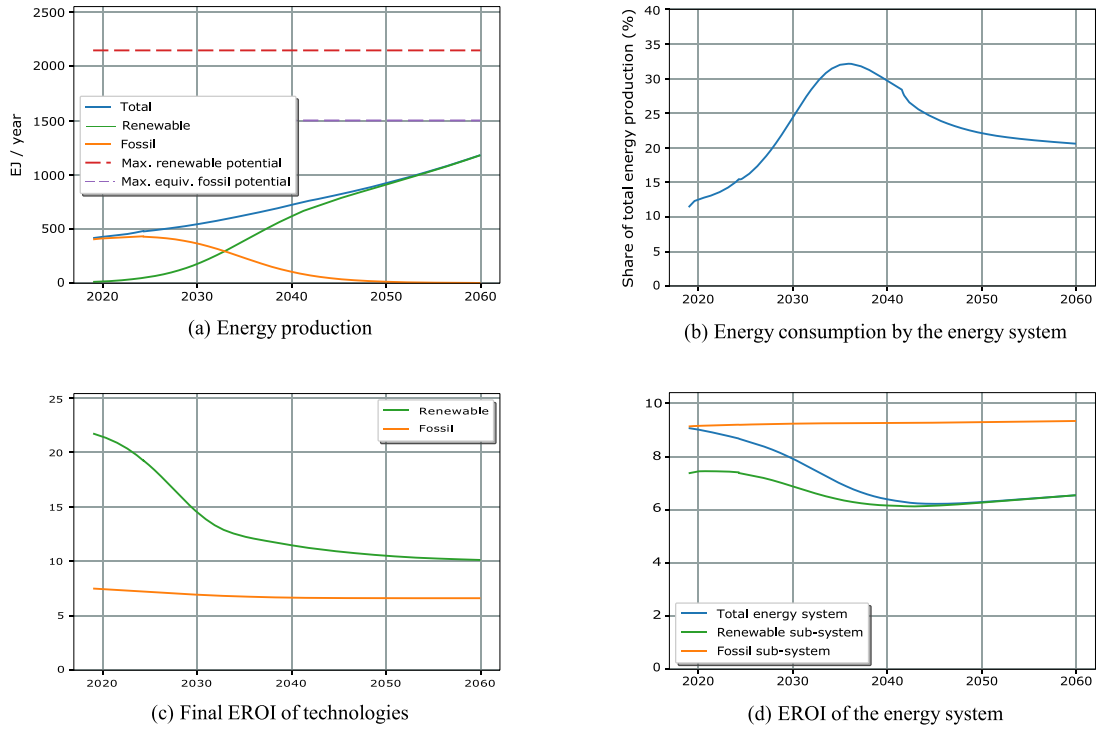 2500
2000
1500
1000
500
0
EJ / year
Total
Renewable
Fossil
Max. renewable potential
Max. equiv. fossil potential
2020 2030 2040 2050 2060
(a) Energy production
40
35
30
25
20
15
10
5
0
Share of total energy production (%)
2020 2030 2040 2050 2060
(b) Energy consumption by the energy system
25
20
15
10
5
0
Renewable
Fossil
2020 2030 2040 2050 2060
(c) Final EROI of technologies
10
8
6
4
2
0
Total energy system
Renewable sub-system
Fossil sub-system
2020 2030 2040 2050 2060
(d) EROI of the energy system